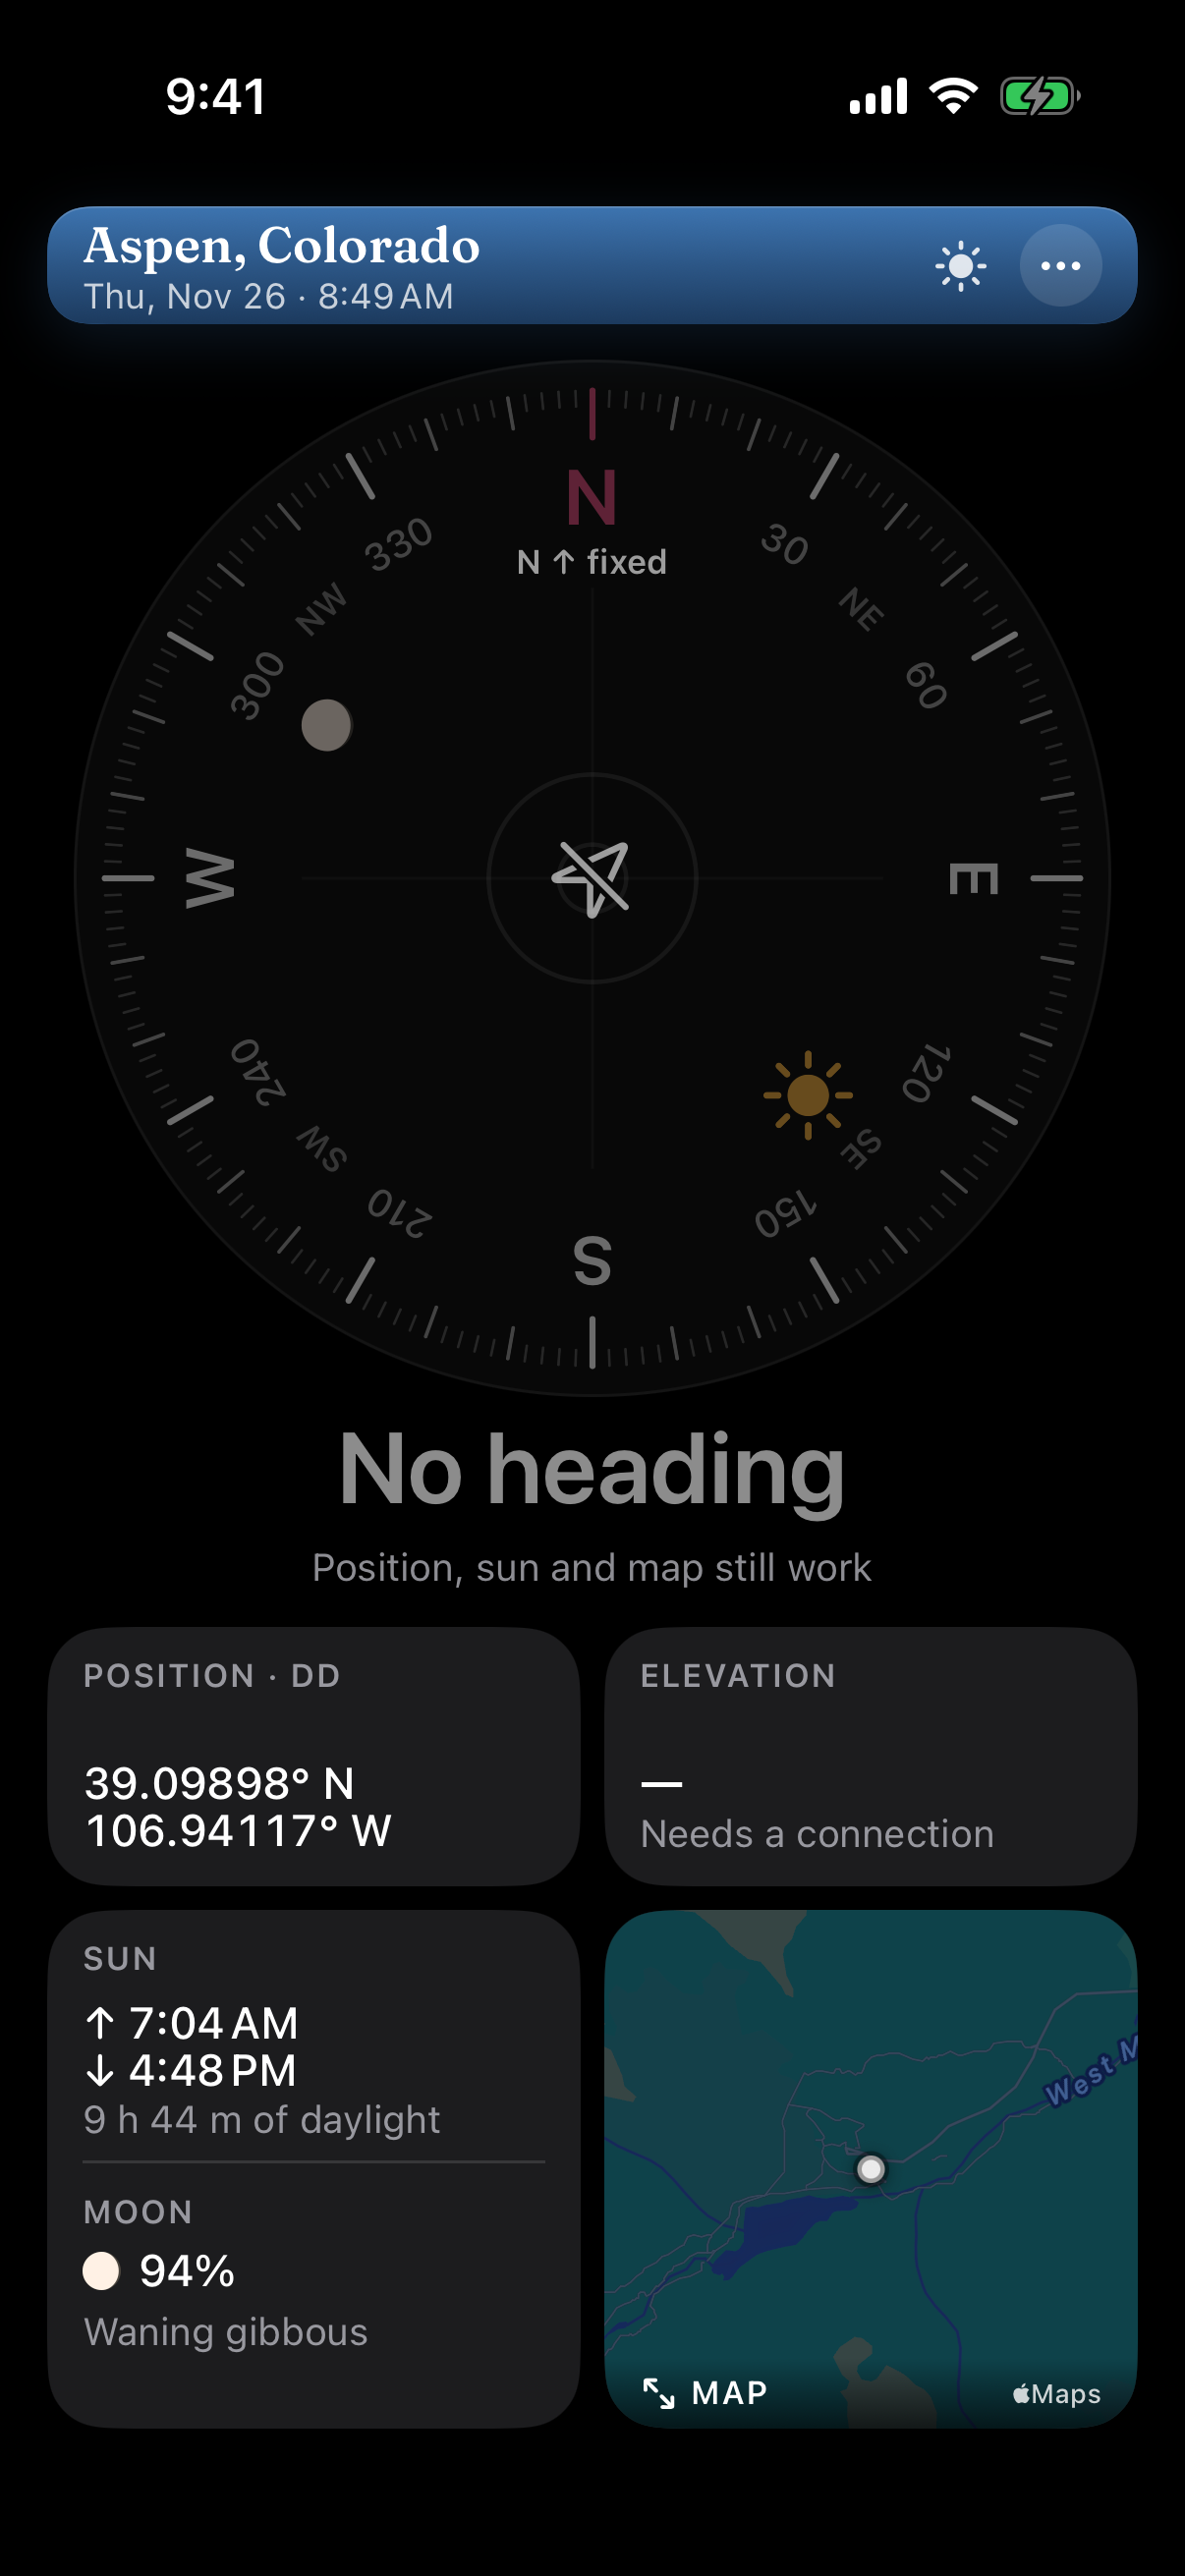 9:41
Aspen, Colorado
Thu, Nov 26 · 8:49 AM
N
N ↑ fixed
330
30
NW
NE
300
60
W
E
240
120
SW
SE
210
150
S
No heading
Position, sun and map still work
POSITION · DD
39.09898° N
106.94117° W
ELEVATION
—
Needs a connection
SUN
↑ 7:04 AM
↓ 4:48 PM
9 h 44 m of daylight
MOON
94%
Waning gibbous
West M
MAP
Maps